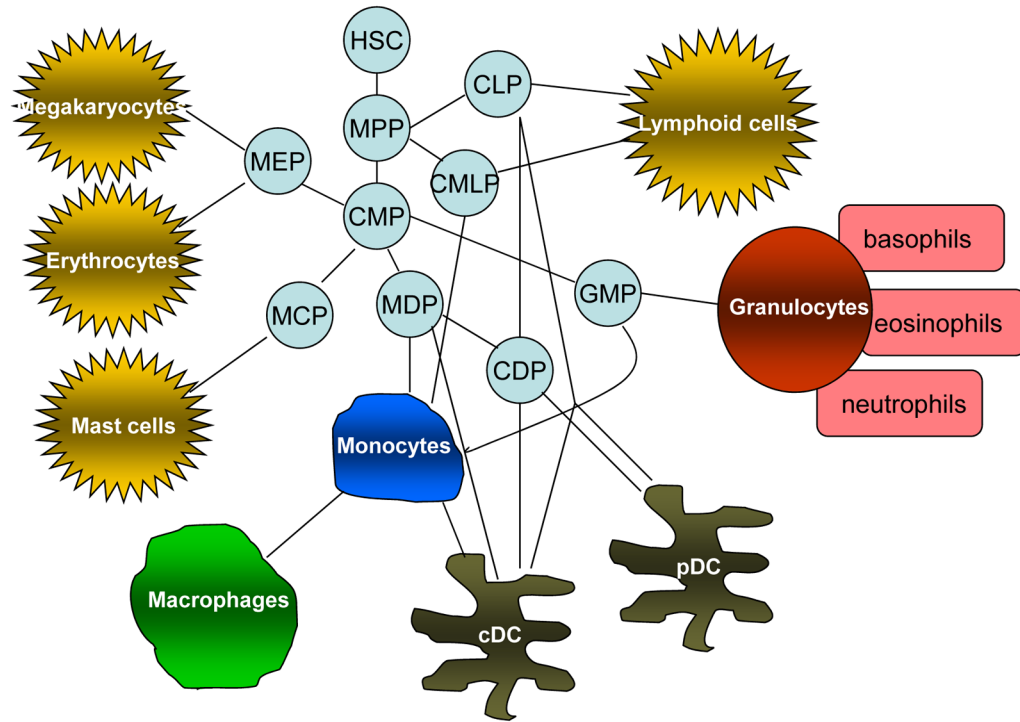 HSC
CLP
Megakaryocytes
MPP
Lymphoid cells
MEP
CMLP
CMP
basophils
Erythrocytes
MCP
MDP
GMP
Granulocytes
eosinophils
CDP
neutrophils
Mast cells
Monocytes
pDC
Macrophages
cDC